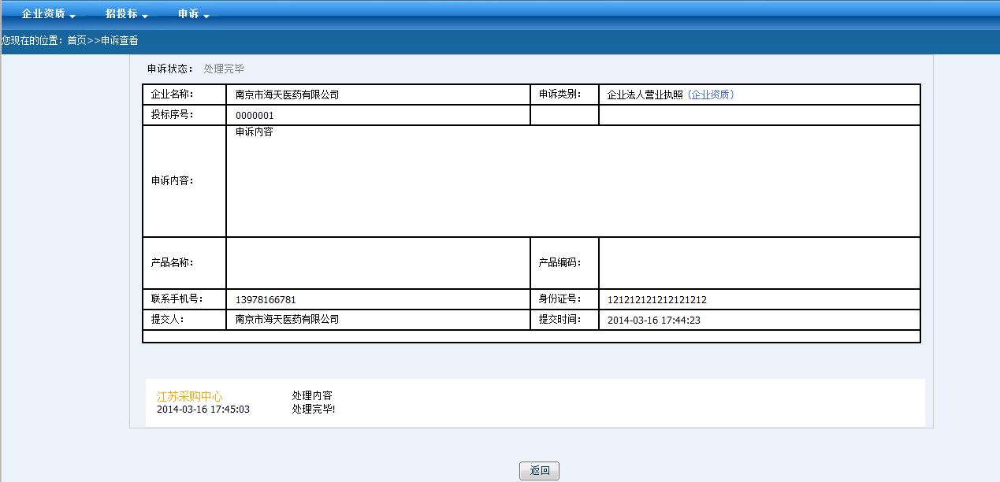 企业资质 招投标 申诉
您现在的位置：首页>>申诉查看
申诉状态： 处理完毕
企业名称： 南京市海天医药有限公司 申诉类别： 企业法人营业执照（企业资质）
投标序号： 0000001
申诉内容
申诉内容：
产品名称： 产品编码：
联系手机号： 13978166781 身份证号： 121212121212121212
提交人： 南京市海天医药有限公司 提交时间： 2014-03-16 17:44:23
江苏采购中心 处理内容
2014-03-16 17:45:03 处理完毕!
返回